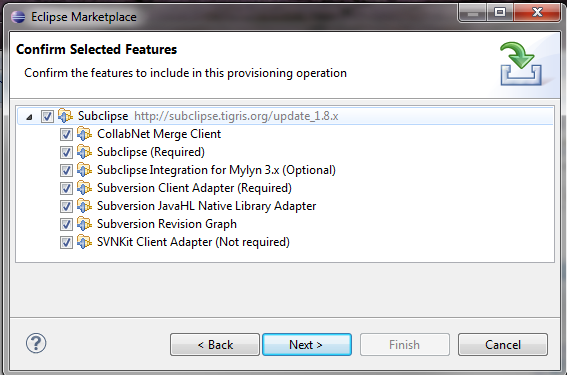 Eclipse Marketplace
Confirm Selected Features
Confirm the features to include in this provisioning operation
Subclipse http://subclipse.tigris.org/update_1.8.x
CollabNet Merge Client
Subclipse (Required)
Subclipse Integration for Mylyn 3.x (Optional)
Subversion Client Adapter (Required)
Subversion JavaHL Native Library Adapter
Subversion Revision Graph
SVNKit Client Adapter (Not required)
? < Back Next > Finish Cancel